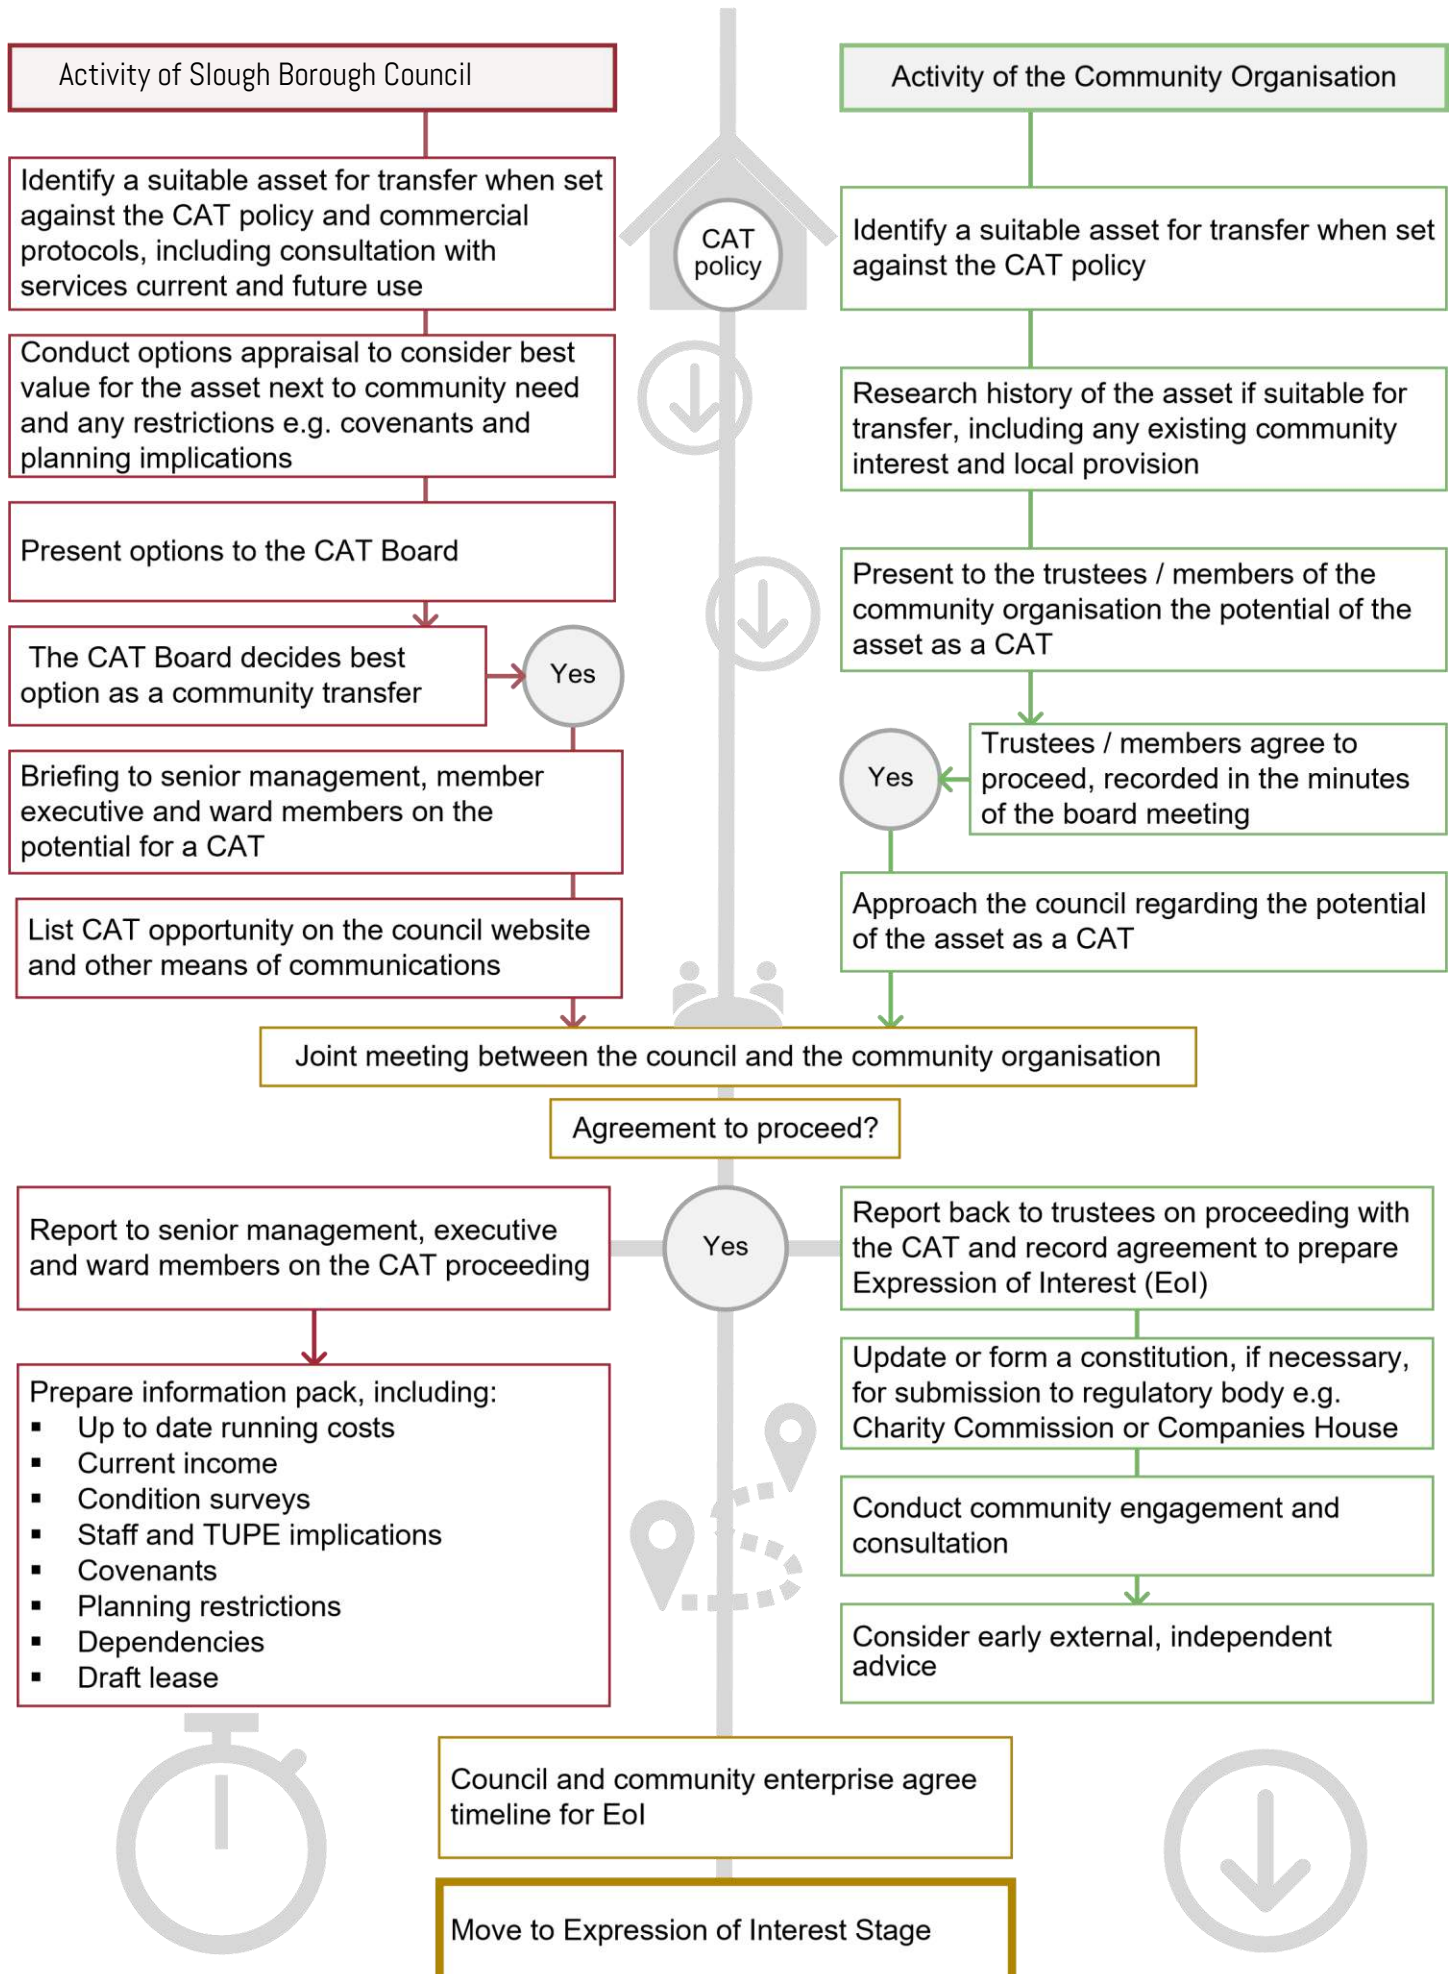 Activity of Slough Borough Council
Identify a suitable asset for transfer when set
against the CAT policy and commercial
protocols, including consultation with
services current and future use
Conduct options appraisal to consider best
value for the asset next to community need
and any restrictions e.g. covenants and
planning implications
Present options to the CAT Board
The CAT Board decides best
option as a community transfer
Yes
Briefing to senior management, member
executive and ward members on the
potential for a CAT
List CAT opportunity on the council website
and other means of communications
CAT
policy
Activity of the Community Organisation
Identify a suitable asset for transfer when set
against the CAT policy
Research history of the asset if suitable for
transfer, including any existing community
interest and local provision
Present to the trustees / members of the
community organisation the potential of the
asset as a CAT
Trustees / members agree to
proceed, recorded in the minutes
of the board meeting
Yes
Approach the council regarding the potential
of the asset as a CAT
Joint meeting between the council and the community organisation
Agreement to proceed?
Yes
Report to senior management, executive
and ward members on the CAT proceeding
Prepare information pack, including:
▪ Up to date running costs
▪ Current income
▪ Condition surveys
▪ Staff and TUPE implications
▪ Covenants
▪ Planning restrictions
▪ Dependencies
▪ Draft lease
Report back to trustees on proceeding with
the CAT and record agreement to prepare
Expression of Interest (EoI)
Update or form a constitution, if necessary,
for submission to regulatory body e.g.
Charity Commission or Companies House
Conduct community engagement and
consultation
Consider early external, independent
advice
Council and community enterprise agree
timeline for EoI
Move to Expression of Interest Stage